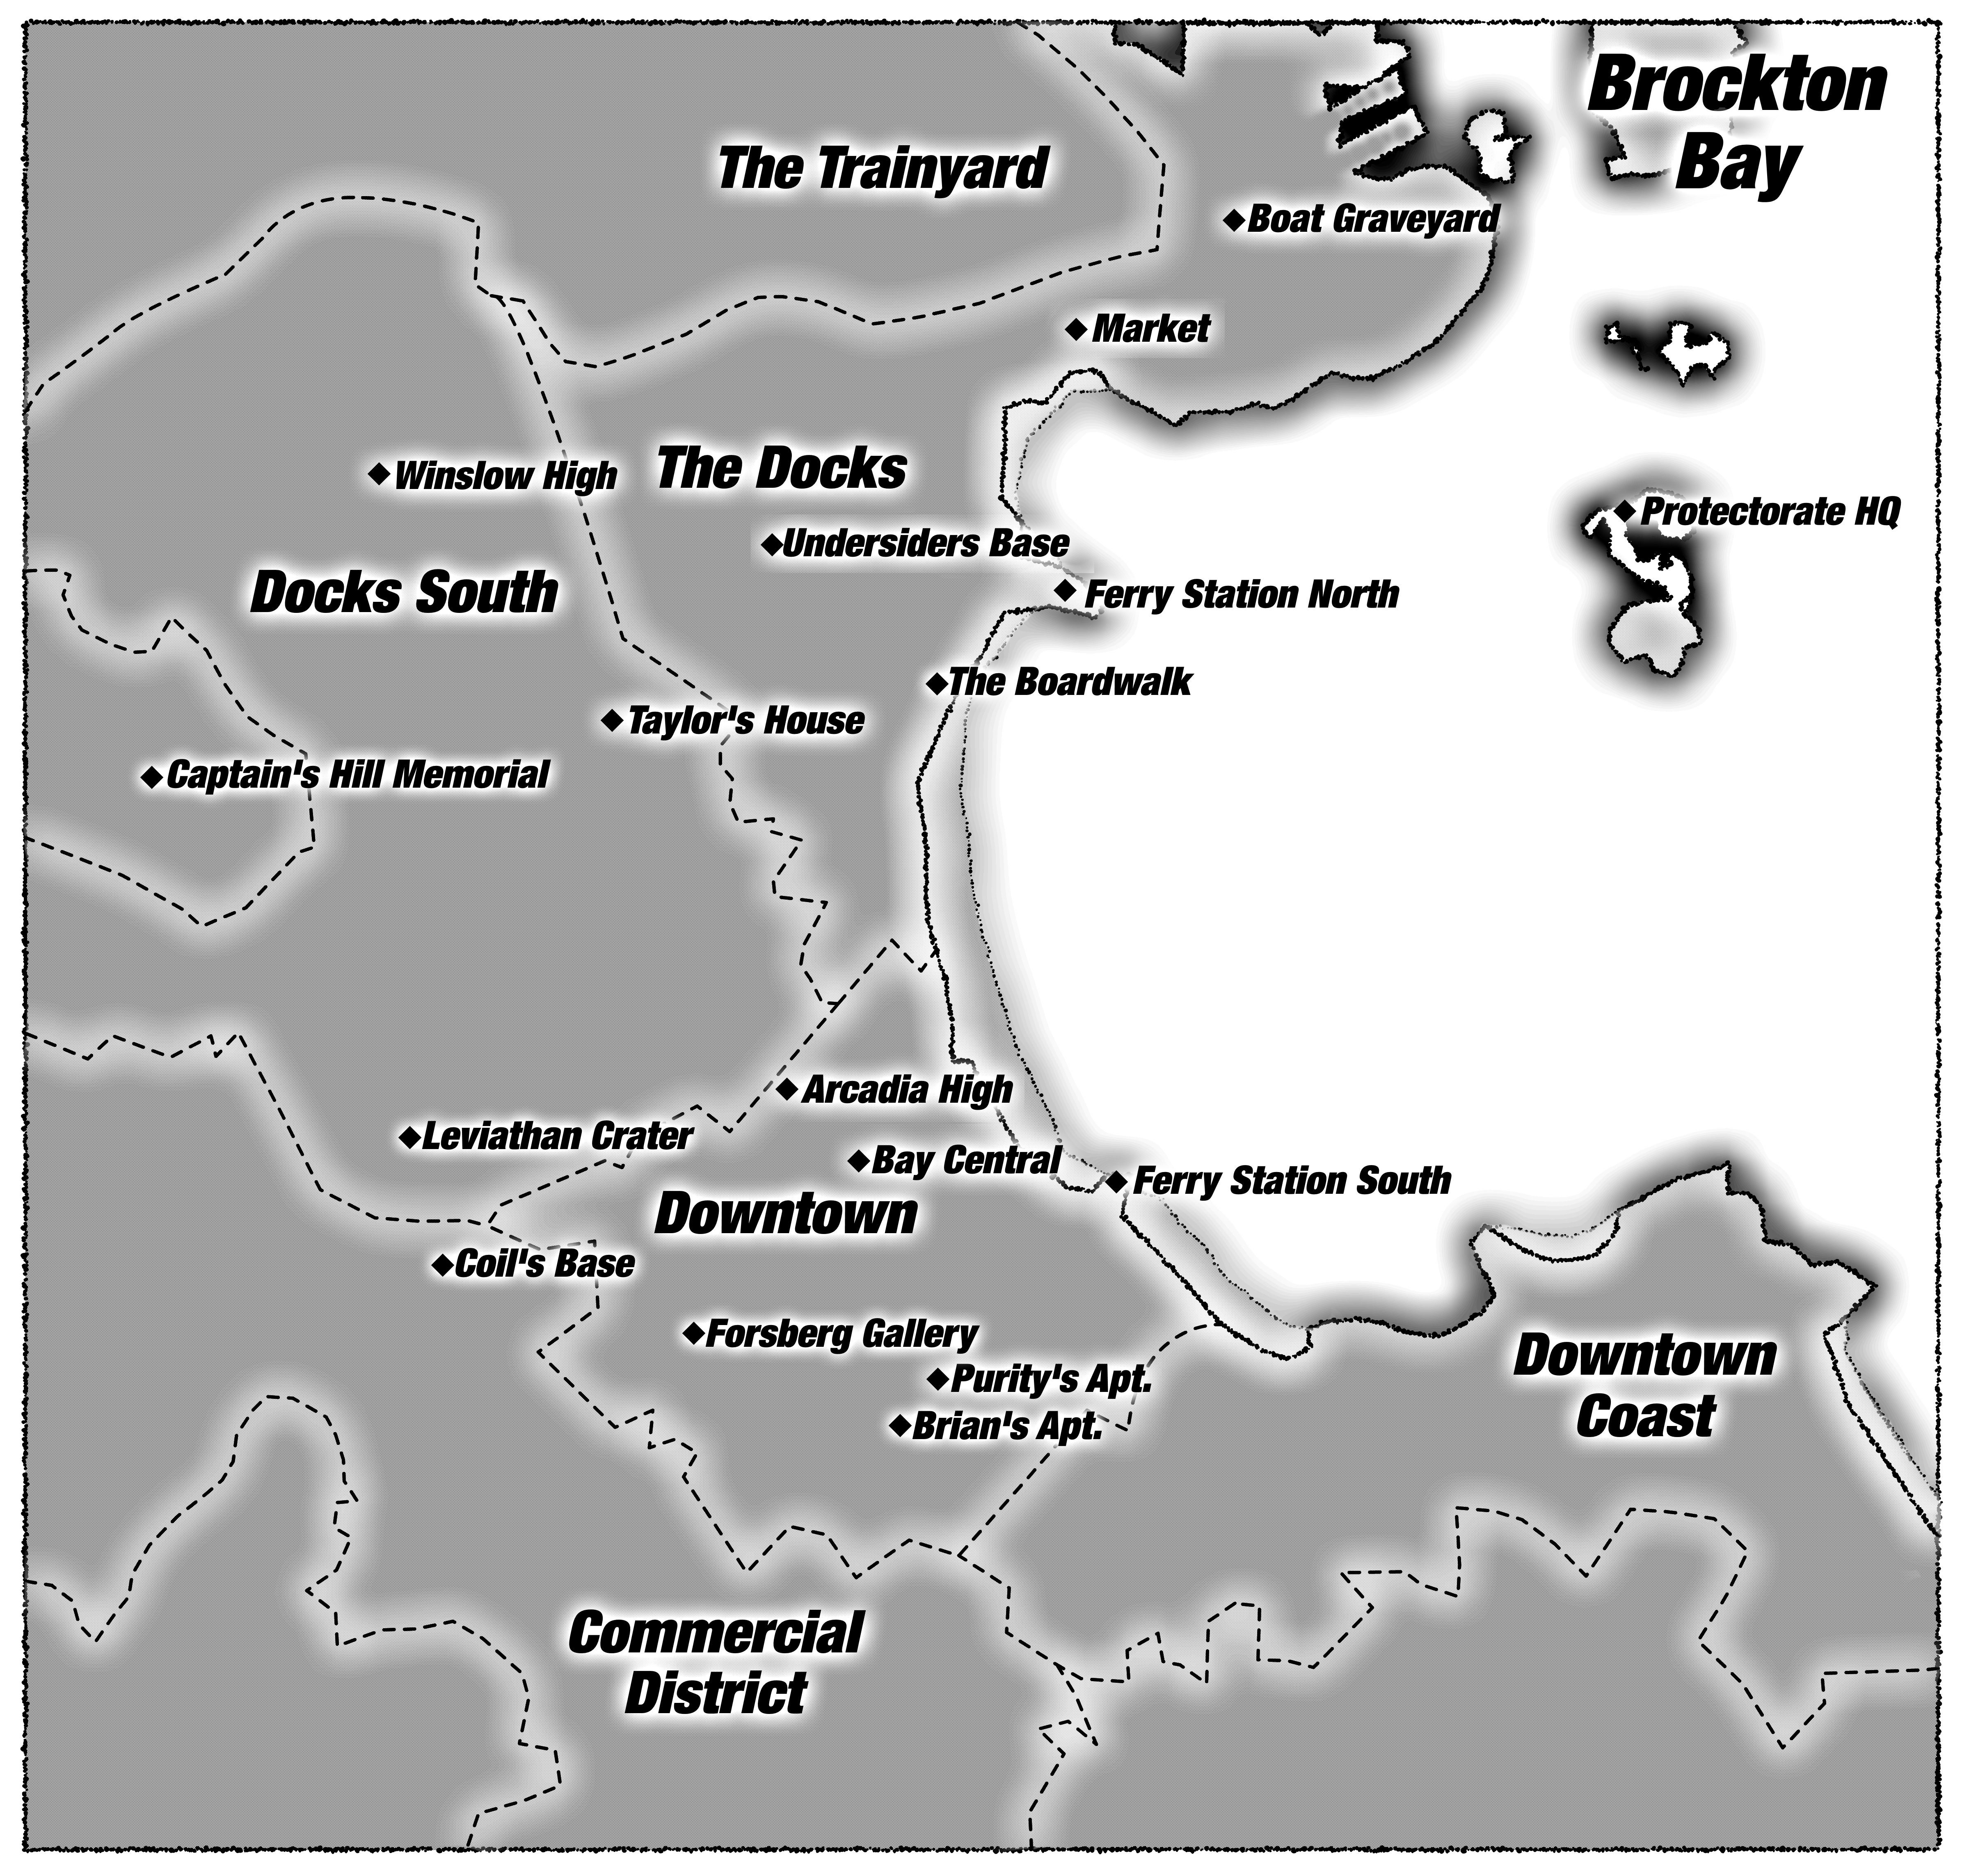 Brockton
Bay
The Trainyard
Boat Graveyard
Market
Winslow High
The Docks
Protectorate HQ
Undersiders Base
Docks South
Ferry Station North
The Boardwalk
Taylor's House
Captain's Hill Memorial
Arcadia High
Leviathan Crater
Bay Central
Ferry Station South
Downtown
Coil's Base
Forsberg Gallery
Downtown
Coast
Purity's Apt.
Brian's Apt.
Commercial
District